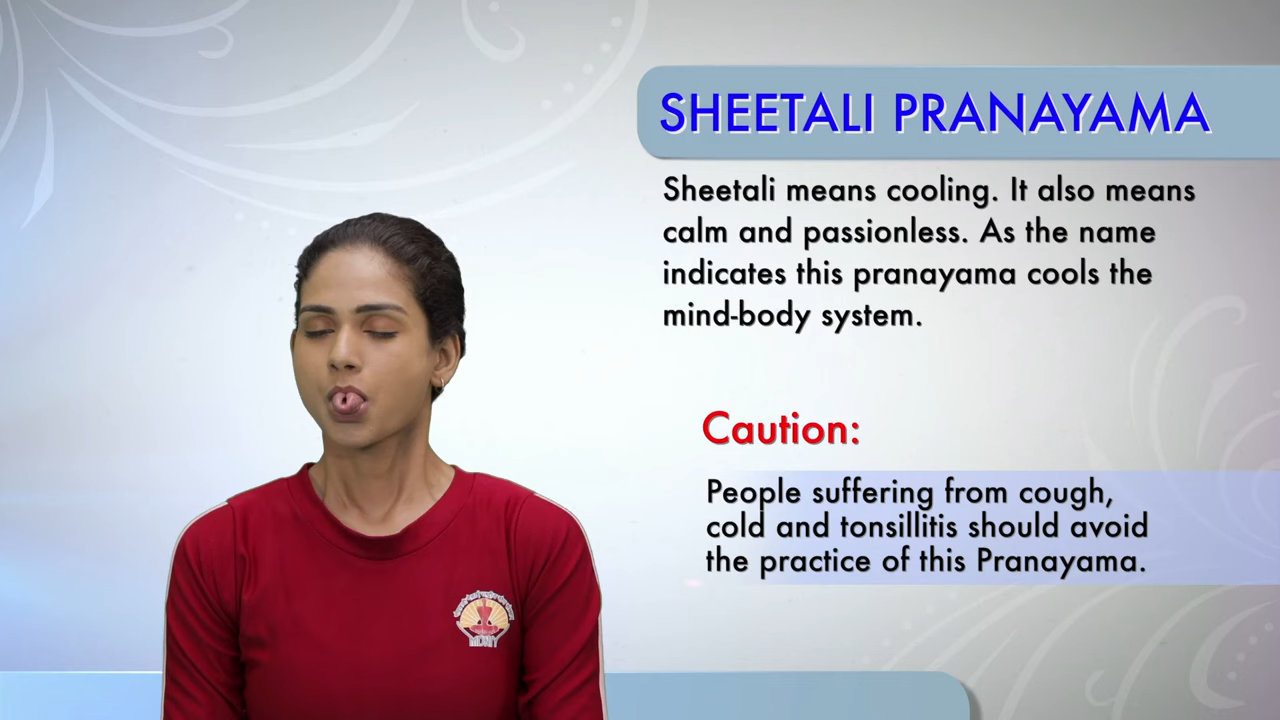 SHEETALI PRANAYAMA
Sheetali means cooling. It also means
calm and passionless. As the name
indicates this pranayama cools the
mind-body system.
Caution:
People suffering from cough,
cold and tonsillitis should avoid
the practice of this Pranayama.